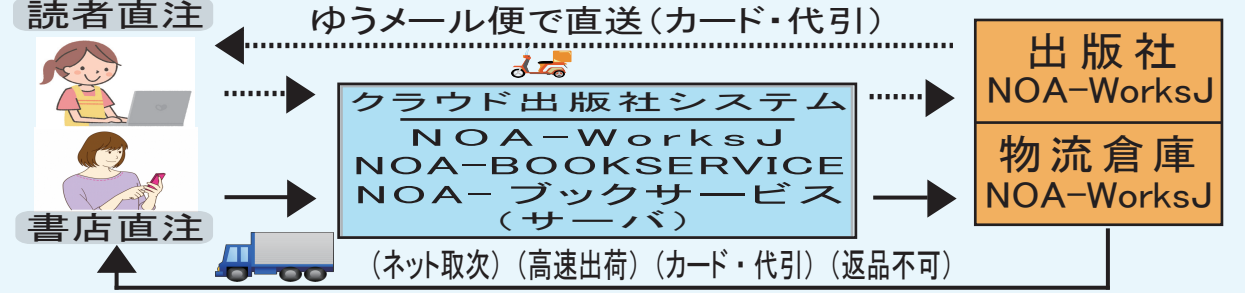 読者直注
ゆうメール便で直送(カード・代引)
出版社
NOA-WorksJ
クラウド出版社システム
NOA-WorksJ
NOA-BOOKSERVICE
NOA-ブックサービス
(サーバ)
物流倉庫
NOA-WorksJ
書店直注
(ネット取次)(高速出荷)(カード・代引)(返品不可)